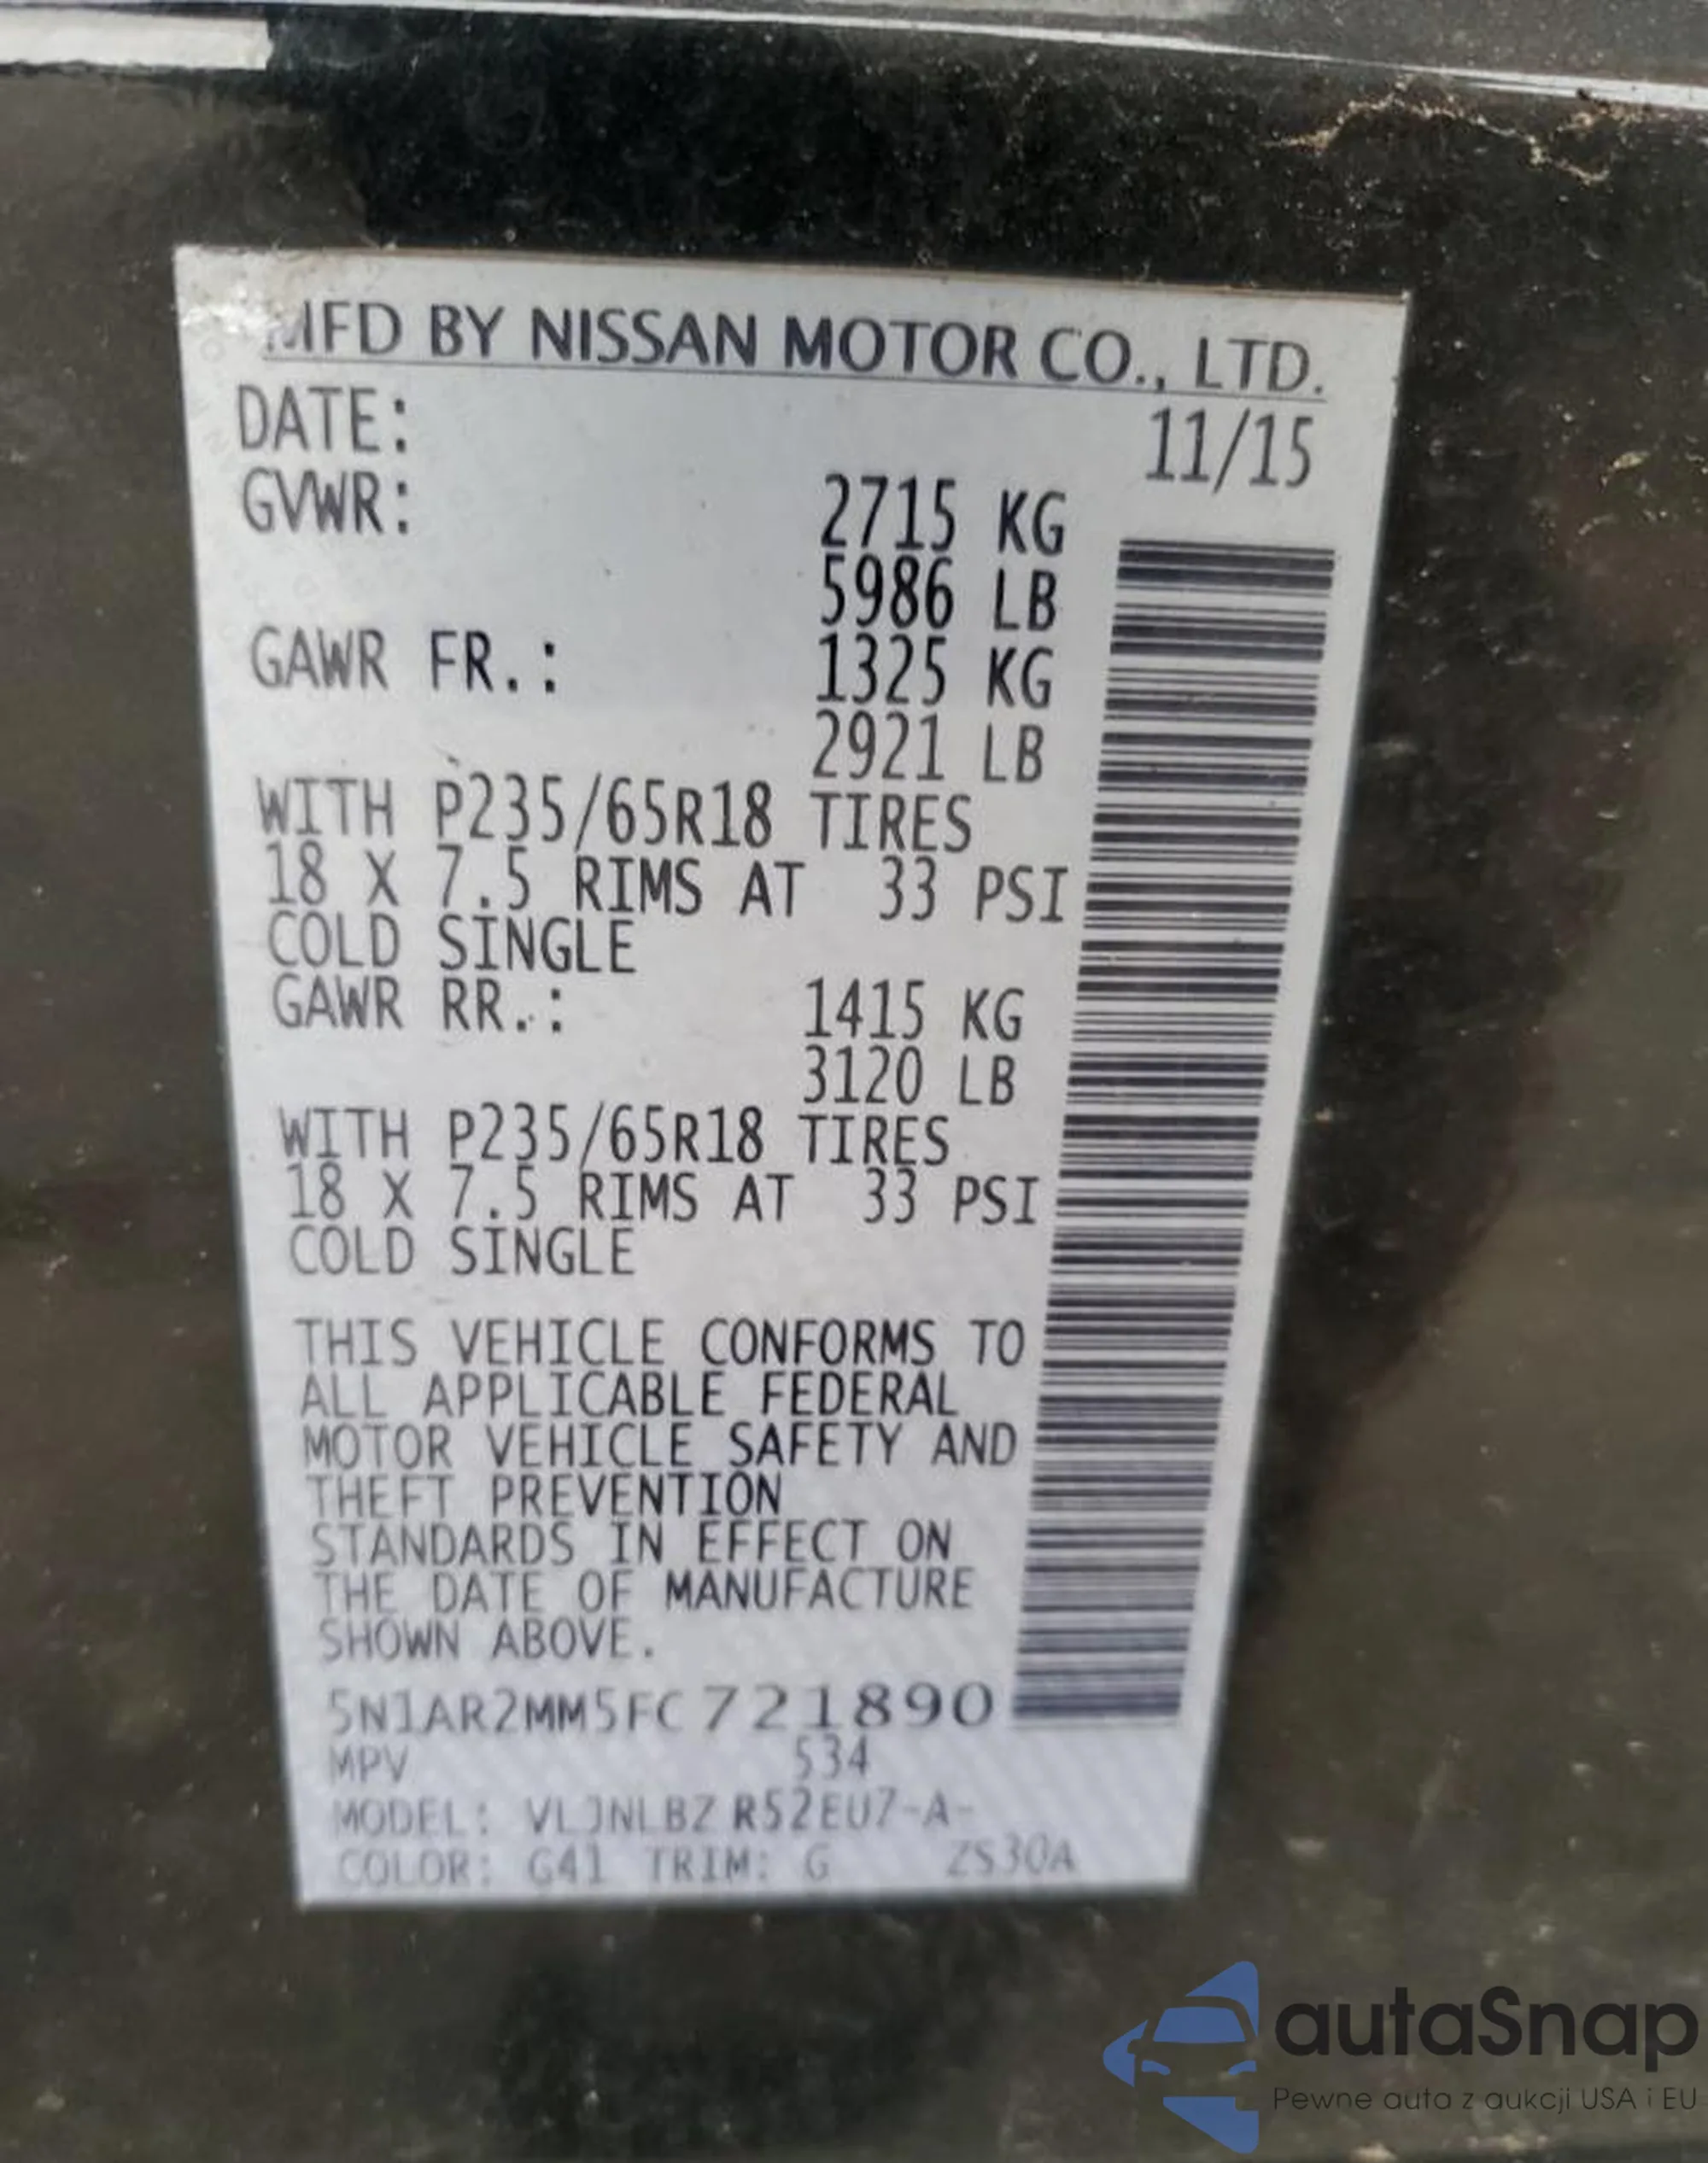 MFD BY NISSAN MOTOR CO., LTD.
DATE: 11/15
GVWR: 2715 KG
5986 LB
GAWR FR.: 1325 KG
2921 LB
WITH P235/65R18 TIRES
18 X 7.5 RIMS AT 33 PSI
COLD SINGLE
GAWR RR.: 1415 KG
3120 LB
WITH P235/65R18 TIRES
18 X 7.5 RIMS AT 33 PSI
COLD SINGLE
THIS VEHICLE CONFORMS TO
ALL APPLICABLE FEDERAL
MOTOR VEHICLE SAFETY AND
THEFT PREVENTION
STANDARDS IN EFFECT ON
THE DATE OF MANUFACTURE
SHOWN ABOVE.
5N1AR2MM5FC721890
MPV 534
MODEL: VLJNLBZ R52EU7-A-
COLOR: G41 TRIM: G ZS30A
autaSnap
Pewne auta z aukcji USA i EU